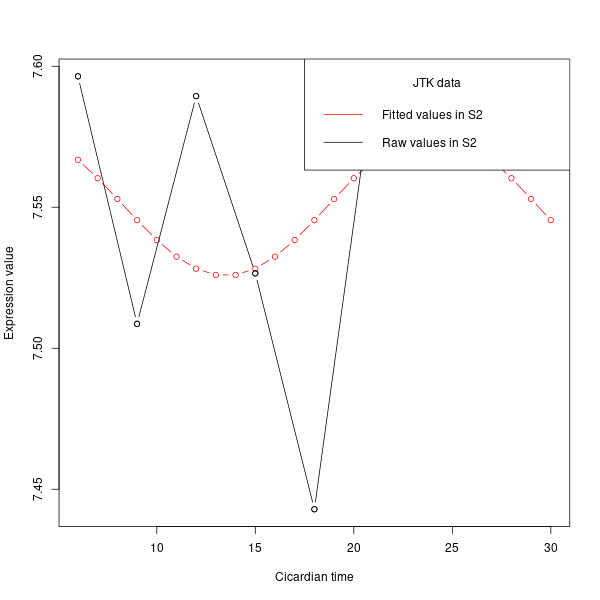 JTK data
Fitted values in S2
Raw values in S2
7.60
7.55
7.50
7.45
Expression value
10 15 20 25 30
Cicardian time